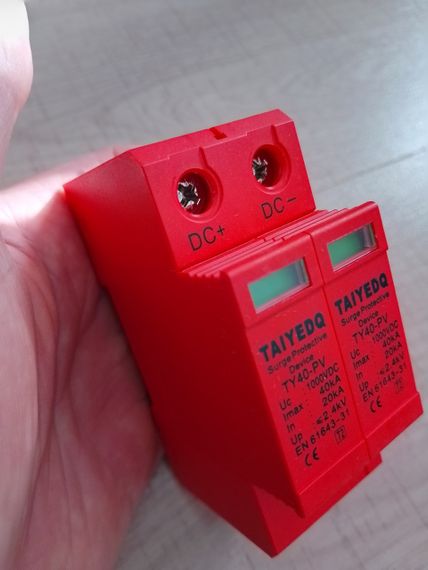 DC+ DC-
TAIYEDQ
Surge Protective
Device
TY40-PV
Uc 1000VDC
Imax 40kA
In 20kA
Up ≤2.4kV
EN 61643-31
CE T2
TAIYEDQ
Surge Protective
Device
TY40-PV
Uc 1000VDC
Imax 40kA
In 20kA
Up ≤2.4kV
EN 61643-31
CE T2